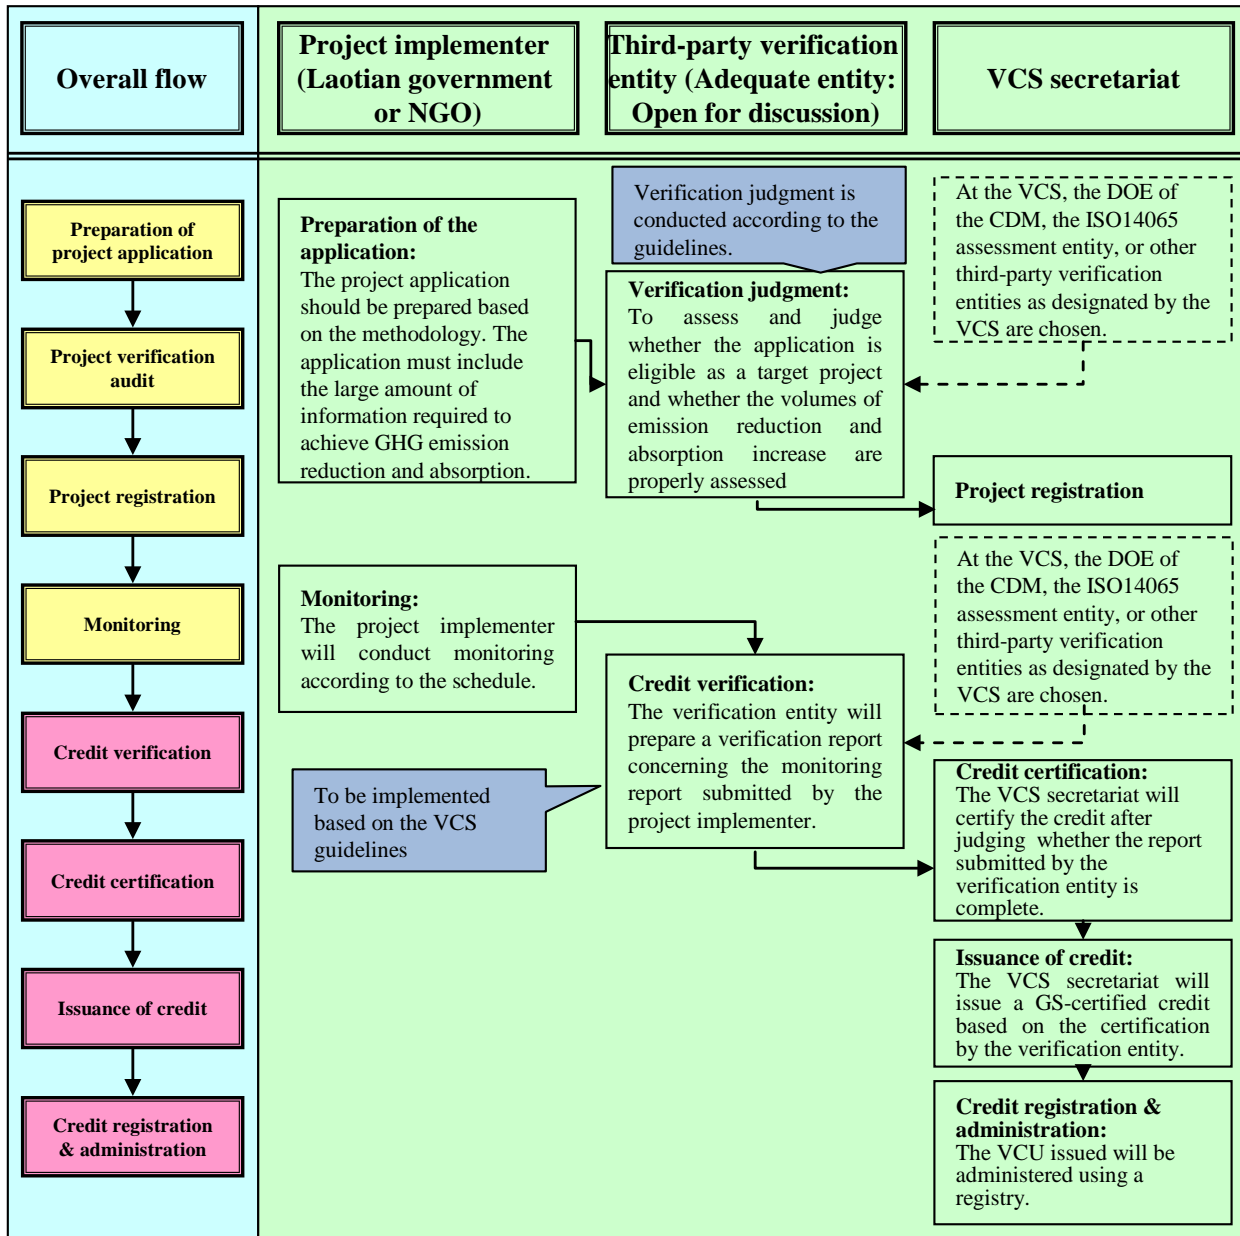 Overall flow
Project implementer
(Laotian government
or NGO)
Third-party verification
entity (Adequate entity:
Open for discussion)
VCS secretariat
Preparation of
project application
Project verification
audit
Project registration
Monitoring
Credit verification
Credit certification
Issuance of credit
Credit registration
& administration
Preparation of the
application:
The project application
should be prepared based
on the methodology. The
application must include
the large amount of
information required to
achieve GHG emission
reduction and absorption.
Verification judgment is
conducted according to the
guidelines.
Verification judgment:
To assess and judge
whether the application is
eligible as a target project
and whether the volumes of
emission reduction and
absorption increase are
properly assessed
At the VCS, the DOE of
the CDM, the ISO14065
assessment entity, or other
third-party verification
entities as designated by the
VCS are chosen.
Project registration
Monitoring:
The project implementer
will conduct monitoring
according to the schedule.
At the VCS, the DOE of
the CDM, the ISO14065
assessment entity, or other
third-party verification
entities as designated by the
VCS are chosen.
Credit verification:
The verification entity will
prepare a verification report
concerning the monitoring
report submitted by the
project implementer.
To be implemented
based on the VCS
guidelines
Credit certification:
The VCS secretariat will
certify the credit after
judging whether the report
submitted by the
verification entity is
complete.
Issuance of credit:
The VCS secretariat will
issue a GS-certified credit
based on the certification
by the verification entity.
Credit registration &
administration:
The VCU issued will be
administered using a
registry.